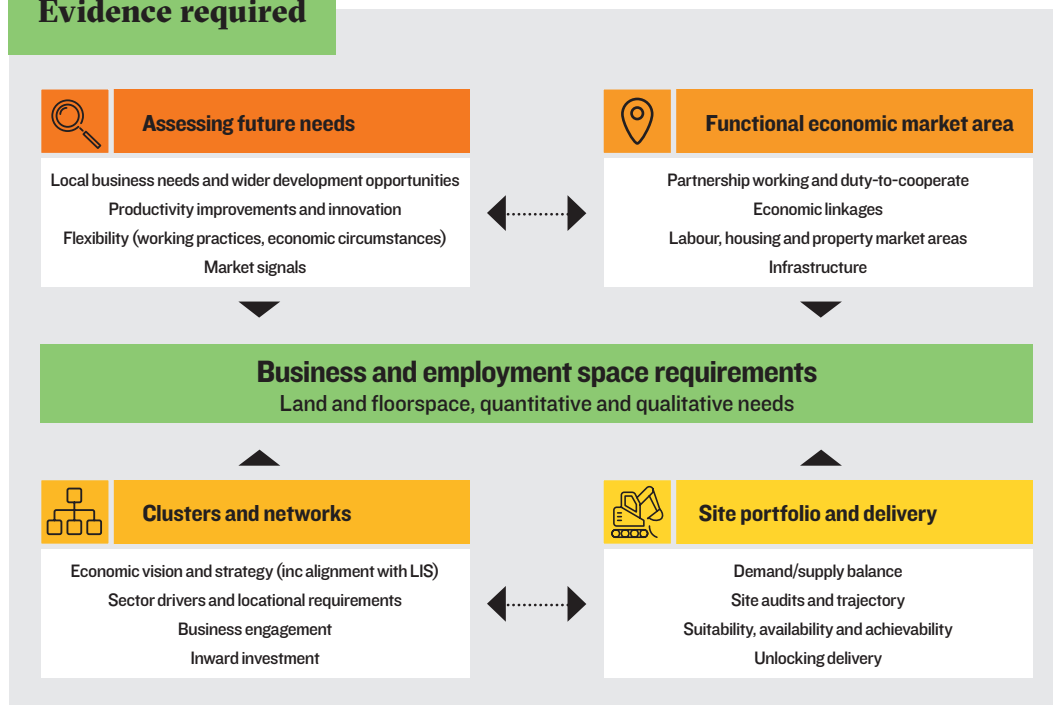 Evidence required
Assessing future needs
Local business needs and wider development opportunities
Productivity improvements and innovation
Flexibility (working practices, economic circumstances)
Market signals
Functional economic market area
Partnership working and duty-to-cooperate
Economic linkages
Labour, housing and property market areas
Infrastructure
Business and employment space requirements
Land and floorspace, quantitative and qualitative needs
Clusters and networks
Economic vision and strategy (inc alignment with LIS)
Sector drivers and locational requirements
Business engagement
Inward investment
Site portfolio and delivery
Demand/supply balance
Site audits and trajectory
Suitability, availability and achievability
Unlocking delivery